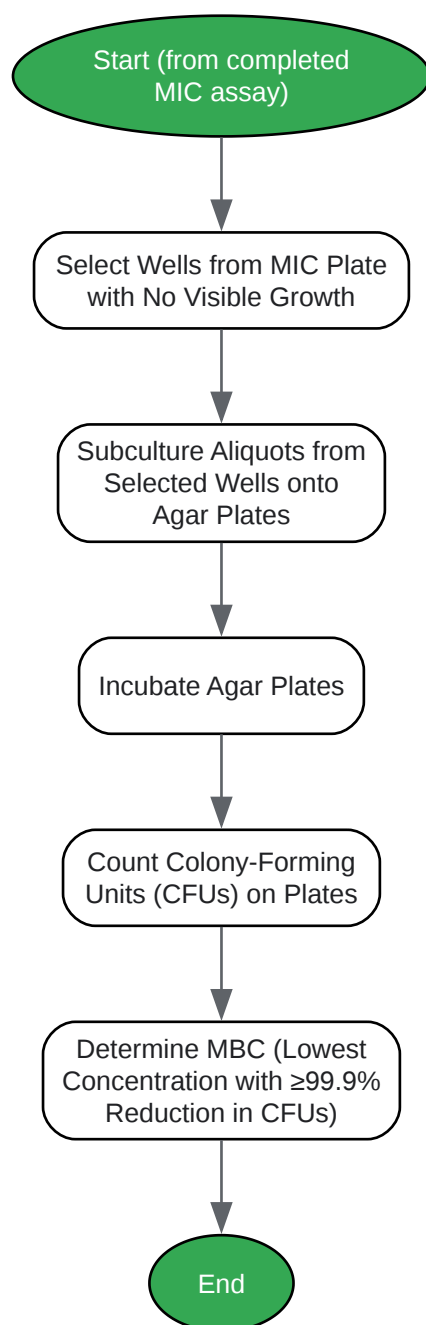 Start (from completed
MIC assay)
Select Wells from MIC Plate
with No Visible Growth
Subculture Aliquots from
Selected Wells onto
Agar Plates
Incubate Agar Plates
Count Colony-Forming
Units (CFUs) on Plates
Determine MBC (Lowest
Concentration with ≥99.9%
Reduction in CFUs)
End